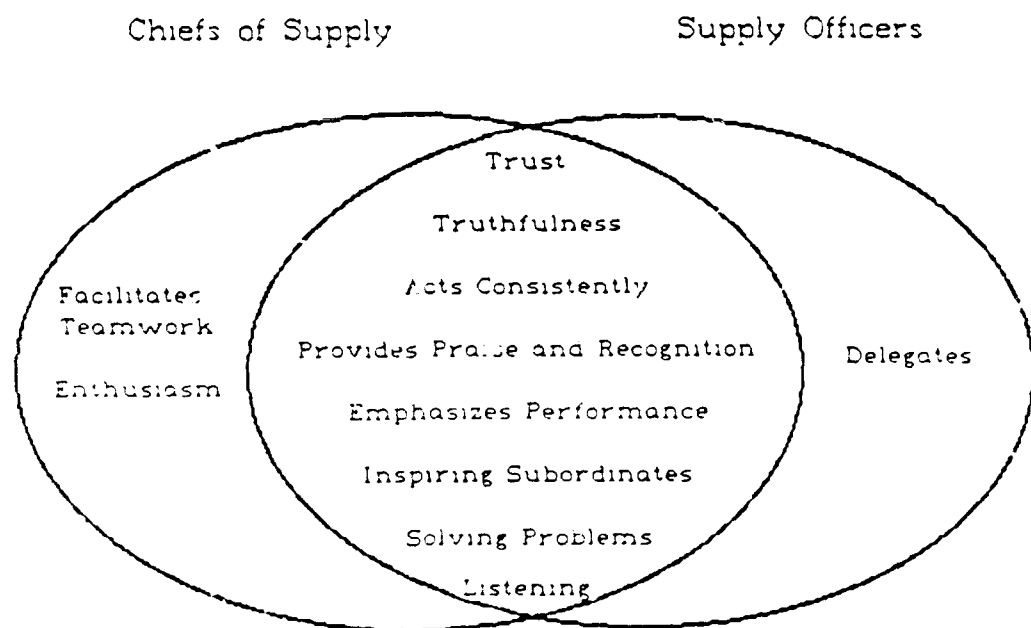 Chiefs of Supply
Supply Officers
Trust
Truthfulness
Acts Consistently
Facilitates
Teamwork
Provides Praise and Recognition
Delegates
Enthusiasm
Emphasizes Performance
Inspiring Subordinates
Solving Problems
Listening